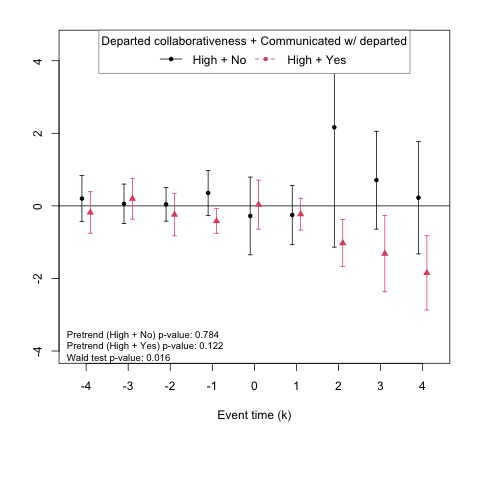 Departed collaborativeness + Communicated w/ departed
High + No High + Yes
4
2
0
-2
-4
Pretrend (High + No) p-value: 0.784
Pretrend (High + Yes) p-value: 0.122
Wald test p-value: 0.016
-4 -3 -2 -1 0 1 2 3 4
Event time (k)